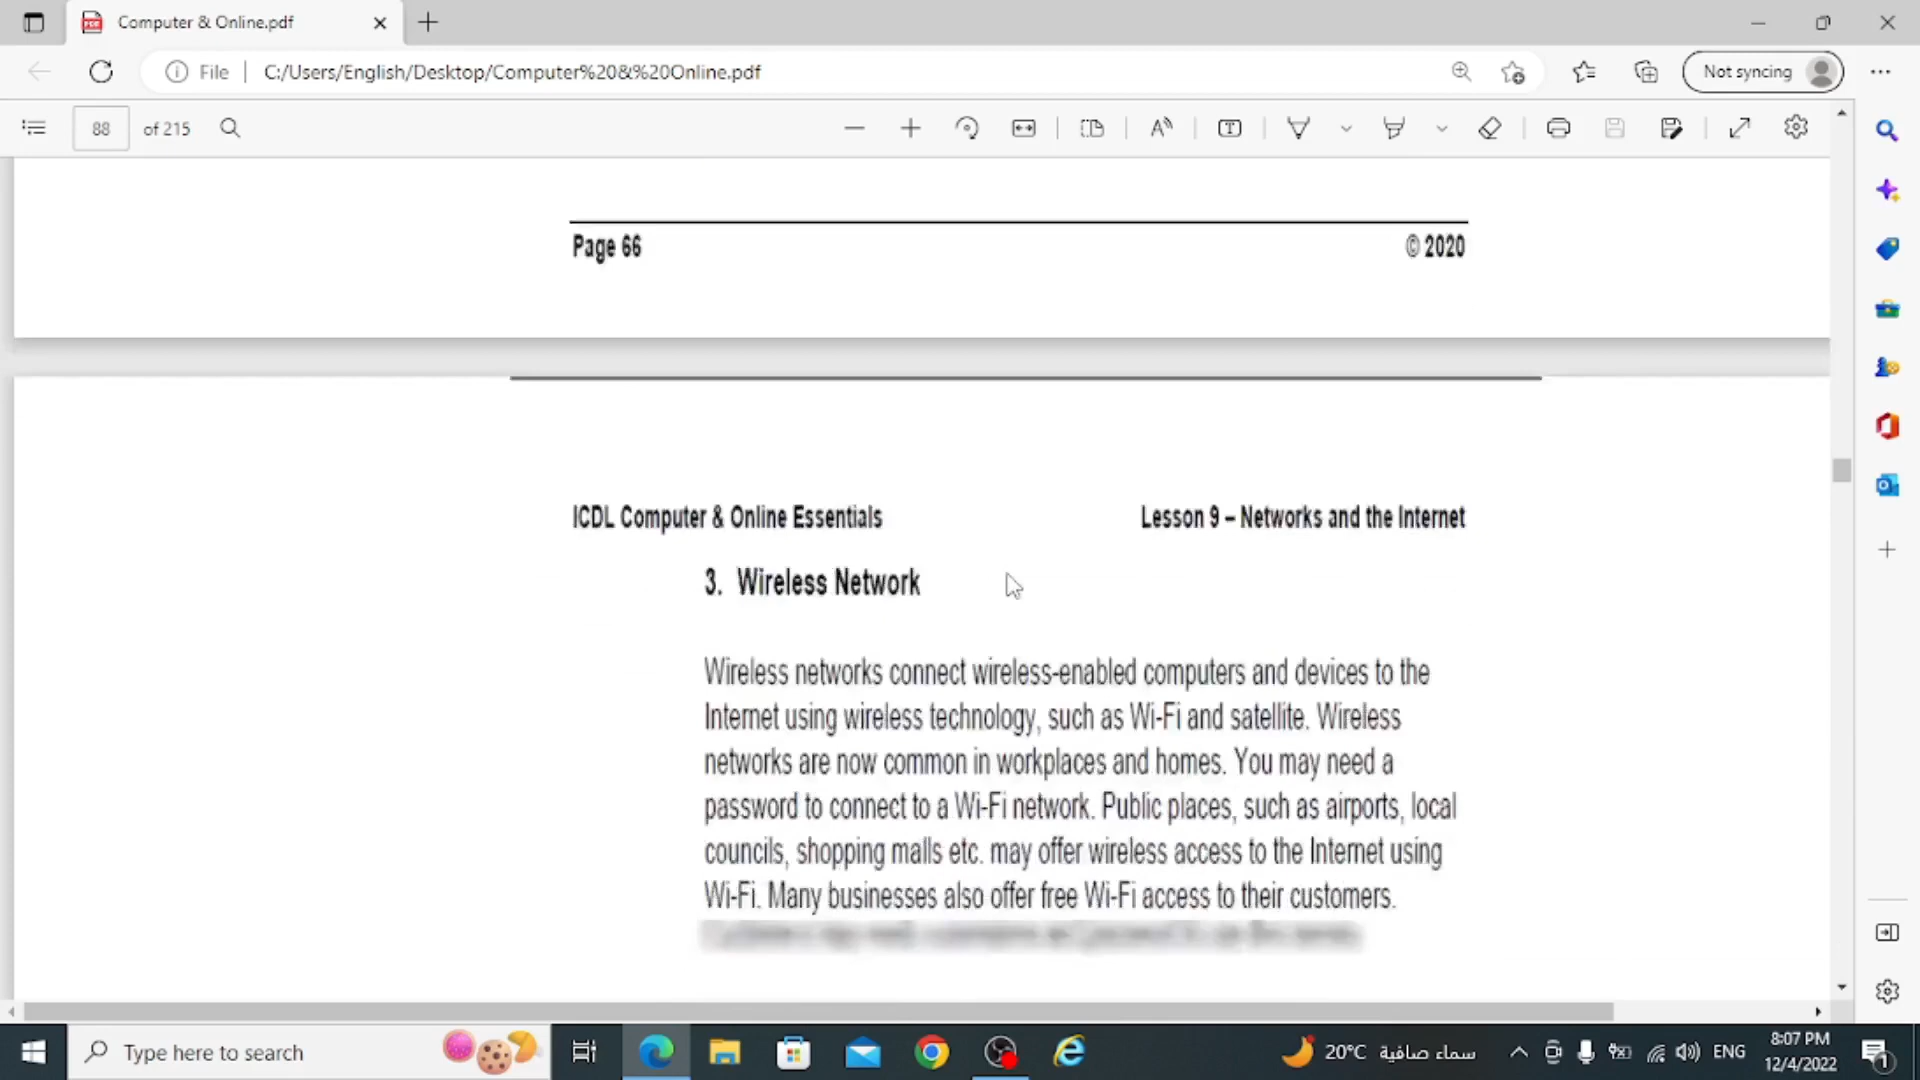 Computer & Online.pdf
File
C:/Users/English/Desktop/Computer%20&%20Online.pdf
Not syncing
88 of 215
Page 66
© 2020
ICDL Computer & Online Essentials
Lesson 9 – Networks and the Internet
3. Wireless Network
Wireless networks connect wireless-enabled computers and devices to the
Internet using wireless technology, such as Wi-Fi and satellite. Wireless
networks are now common in workplaces and homes. You may need a
password to connect to a Wi-Fi network. Public places, such as airports, local
councils, shopping malls etc. may offer wireless access to the Internet using
Wi-Fi. Many businesses also offer free Wi-Fi access to their customers.
Type here to search
20°C سماء صافية
ENG
8:07 PM
12/4/2022
1